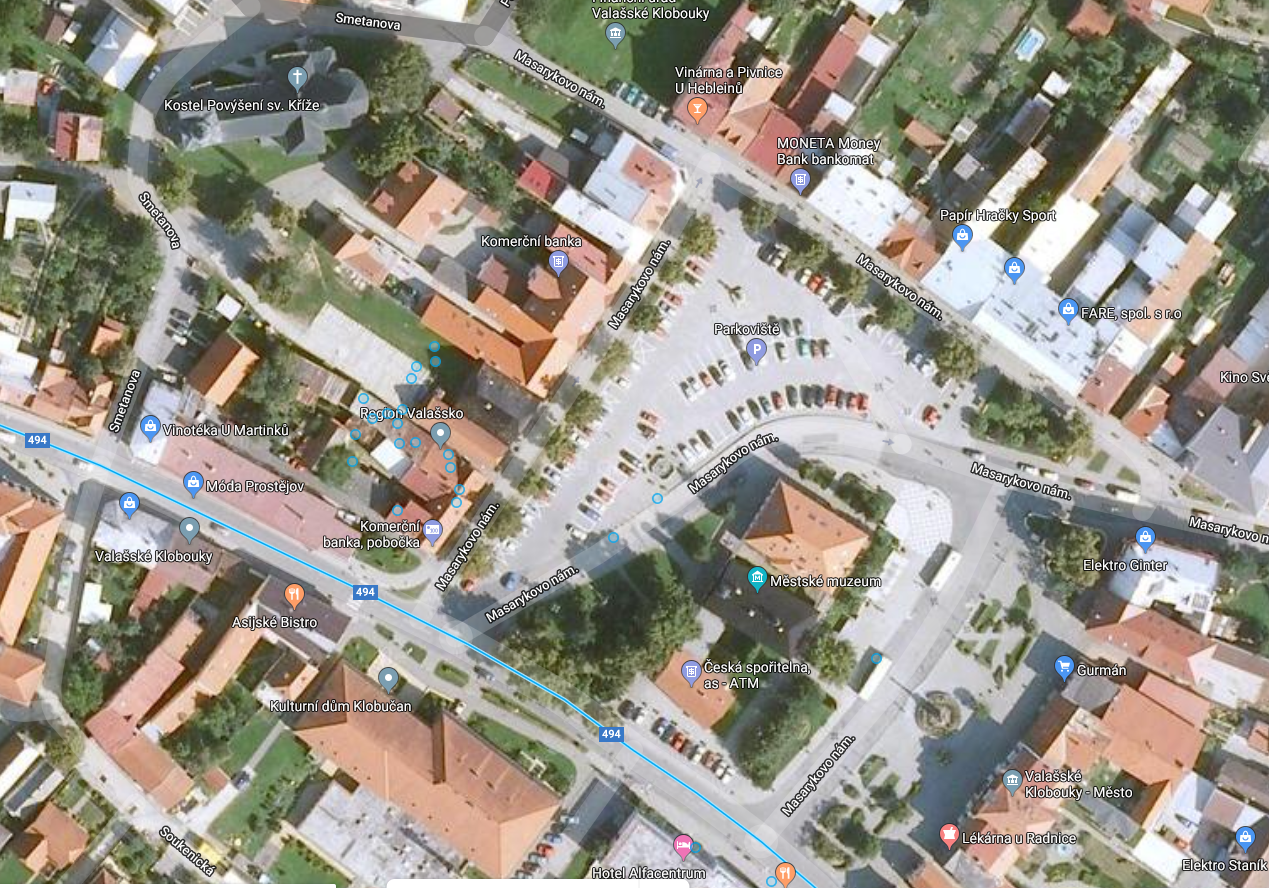 Smetanova
Valašské Klobouky
Masarykovo nám.
Vinárna a Pivnice
U Hebleinů
Kostel Povýšení sv. Kříže
MONETA Money
Bank bankomat
Smetanova
Papír Hračky Sport
Komerční banka
Masarykovo nám.
Masarykovo nám.
FARE, spol. s r.o
Parkoviště
P
Kino
Smetanova
Region Valašsko
Vinotéka U Martinků
494
Masarykovo nám.
Masarykovo nám.
Móda Prostějov
Komerční
banka, pobočka
Masarykovo nám.
Masarykovo
Valašské Klobouky
Elektro Ginter
494
Masarykovo nám.
Městské muzeum
Asijské Bistro
Česká spořitelna,
as - ATM
Gurmán
Kulturní dům Klobučan
494
Masarykovo nám.
Valašské
Klobouky - Město
Lékárna u Radnice
Soukenická
Hotel Alfacentrum
Elektro Staník